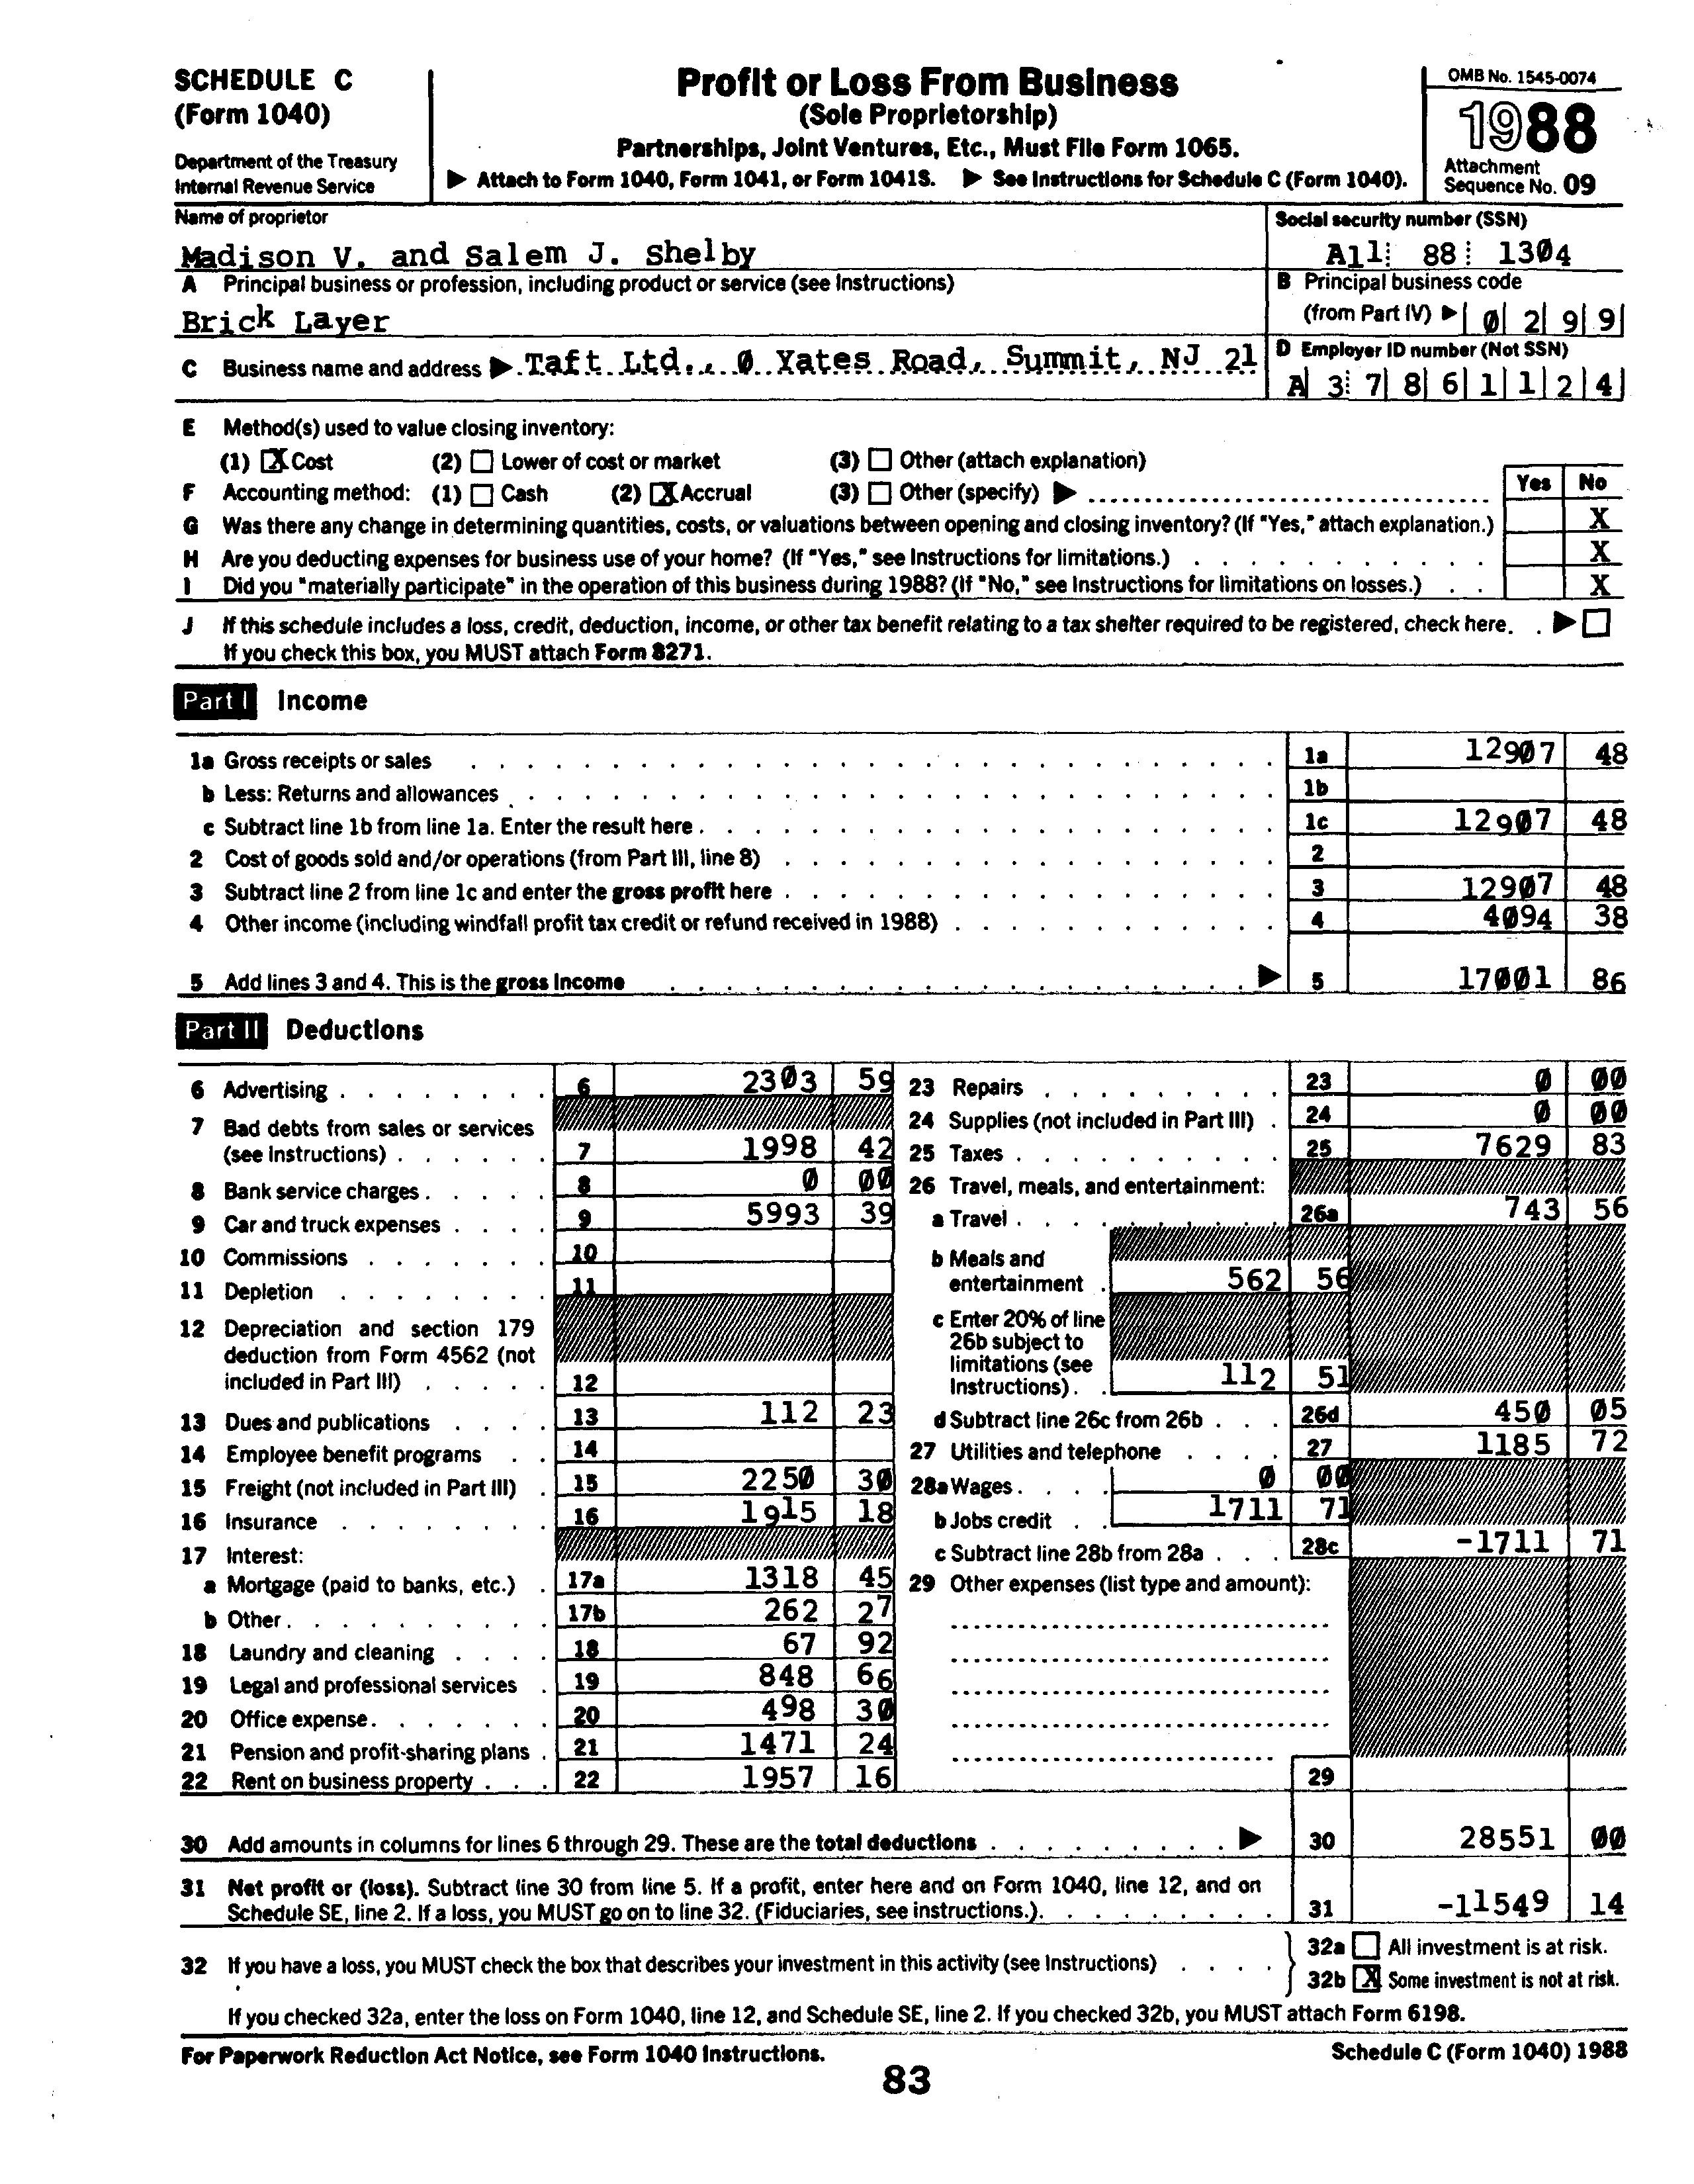 SCHEDULE C
(Form 1040)
Department of the Treasury
Internal Revenue Service
Profit or Loss From Business
(Sole Proprietorship)
Partnerships, Joint Ventures, Etc., Must File Form 1065.
▶ Attach to Form 1040, Form 1041, or Form 1041S. ▶ See Instructions for Schedule C (Form 1040).
OMB No. 1545-0074
1988
Attachment
Sequence No. 09
Name of proprietor
Madison V. and Salem J. Shelby
Social security number (SSN)
A11 88 1304
A Principal business or profession, including product or service (see Instructions)
Brick Layer
B Principal business code
(from Part IV) ▶ 0 2 9 9
C Business name and address ▶ Taft Ltd., 0 Yates Road, Summit, NJ 21
D Employer ID number (Not SSN)
A 3 7 8 6 1 1 2 4
E Method(s) used to value closing inventory:
(1) [X] Cost (2) [ ] Lower of cost or market (3) [ ] Other (attach explanation)
F Accounting method: (1) [ ] Cash (2) [X] Accrual (3) [ ] Other (specify) ▶
Yes No
G Was there any change in determining quantities, costs, or valuations between opening and closing inventory? (If "Yes," attach explanation.) X
H Are you deducting expenses for business use of your home? (If "Yes," see Instructions for limitations.) X
I Did you "materially participate" in the operation of this business during 1988? (If "No," see Instructions for limitations on losses.) X
J If this schedule includes a loss, credit, deduction, income, or other tax benefit relating to a tax shelter required to be registered, check here. ▶ [ ]
If you check this box, you MUST attach Form 8271.
Part I Income
1a Gross receipts or sales 1a 12907 48
b Less: Returns and allowances 1b
c Subtract line 1b from line 1a. Enter the result here 1c 12907 48
2 Cost of goods sold and/or operations (from Part III, line 8) 2
3 Subtract line 2 from line 1c and enter the gross profit here 3 12907 48
4 Other income (including windfall profit tax credit or refund received in 1988) 4 4094 38
5 Add lines 3 and 4. This is the gross income ▶ 5 17001 86
Part II Deductions
6 Advertising 6 2303 59
7 Bad debts from sales or services
(see Instructions) 7 1998 42
8 Bank service charges 8 0 00
9 Car and truck expenses 9 5993 39
10 Commissions 10
11 Depletion 11
12 Depreciation and section 179
deduction from Form 4562 (not
included in Part III) 12
13 Dues and publications 13 112 23
14 Employee benefit programs 14
15 Freight (not included in Part III) 15 2250 30
16 Insurance 16 1915 18
17 Interest:
a Mortgage (paid to banks, etc.) 17a 1318 45
b Other 17b 262 27
18 Laundry and cleaning 18 67 92
19 Legal and professional services 19 848 66
20 Office expense 20 498 30
21 Pension and profit-sharing plans 21 1471 24
22 Rent on business property 22 1957 16
23 Repairs 23 0 00
24 Supplies (not included in Part III) 24 0 00
25 Taxes 25 7629 83
26 Travel, meals, and entertainment:
a Travel 26a 743 56
b Meals and
entertainment 562 56
c Enter 20% of line
26b subject to
limitations (see
Instructions) 112 51
d Subtract line 26c from 26b 26d 450 05
27 Utilities and telephone 27 1185 72
28a Wages 0 00
b Jobs credit 1711 71
c Subtract line 28b from 28a 28c -1711 71
29 Other expenses (list type and amount):
29
30 Add amounts in columns for lines 6 through 29. These are the total deductions ▶ 30 28551 00
31 Net profit or (loss). Subtract line 30 from line 5. If a profit, enter here and on Form 1040, line 12, and on
Schedule SE, line 2. If a loss, you MUST go on to line 32. (Fiduciaries, see instructions.) 31 -11549 14
32 If you have a loss, you MUST check the box that describes your investment in this activity (see Instructions)
32a [ ] All investment is at risk.
32b [X] Some investment is not at risk.
If you checked 32a, enter the loss on Form 1040, line 12, and Schedule SE, line 2. If you checked 32b, you MUST attach Form 6198.
For Paperwork Reduction Act Notice, see Form 1040 Instructions.
Schedule C (Form 1040) 1988
83